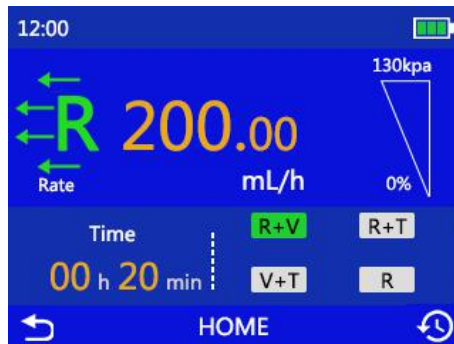 12:00
130kpa
R 200.00
Rate mL/h 0%
Time R+V R+T
00 h 20 min V+T R
HOME